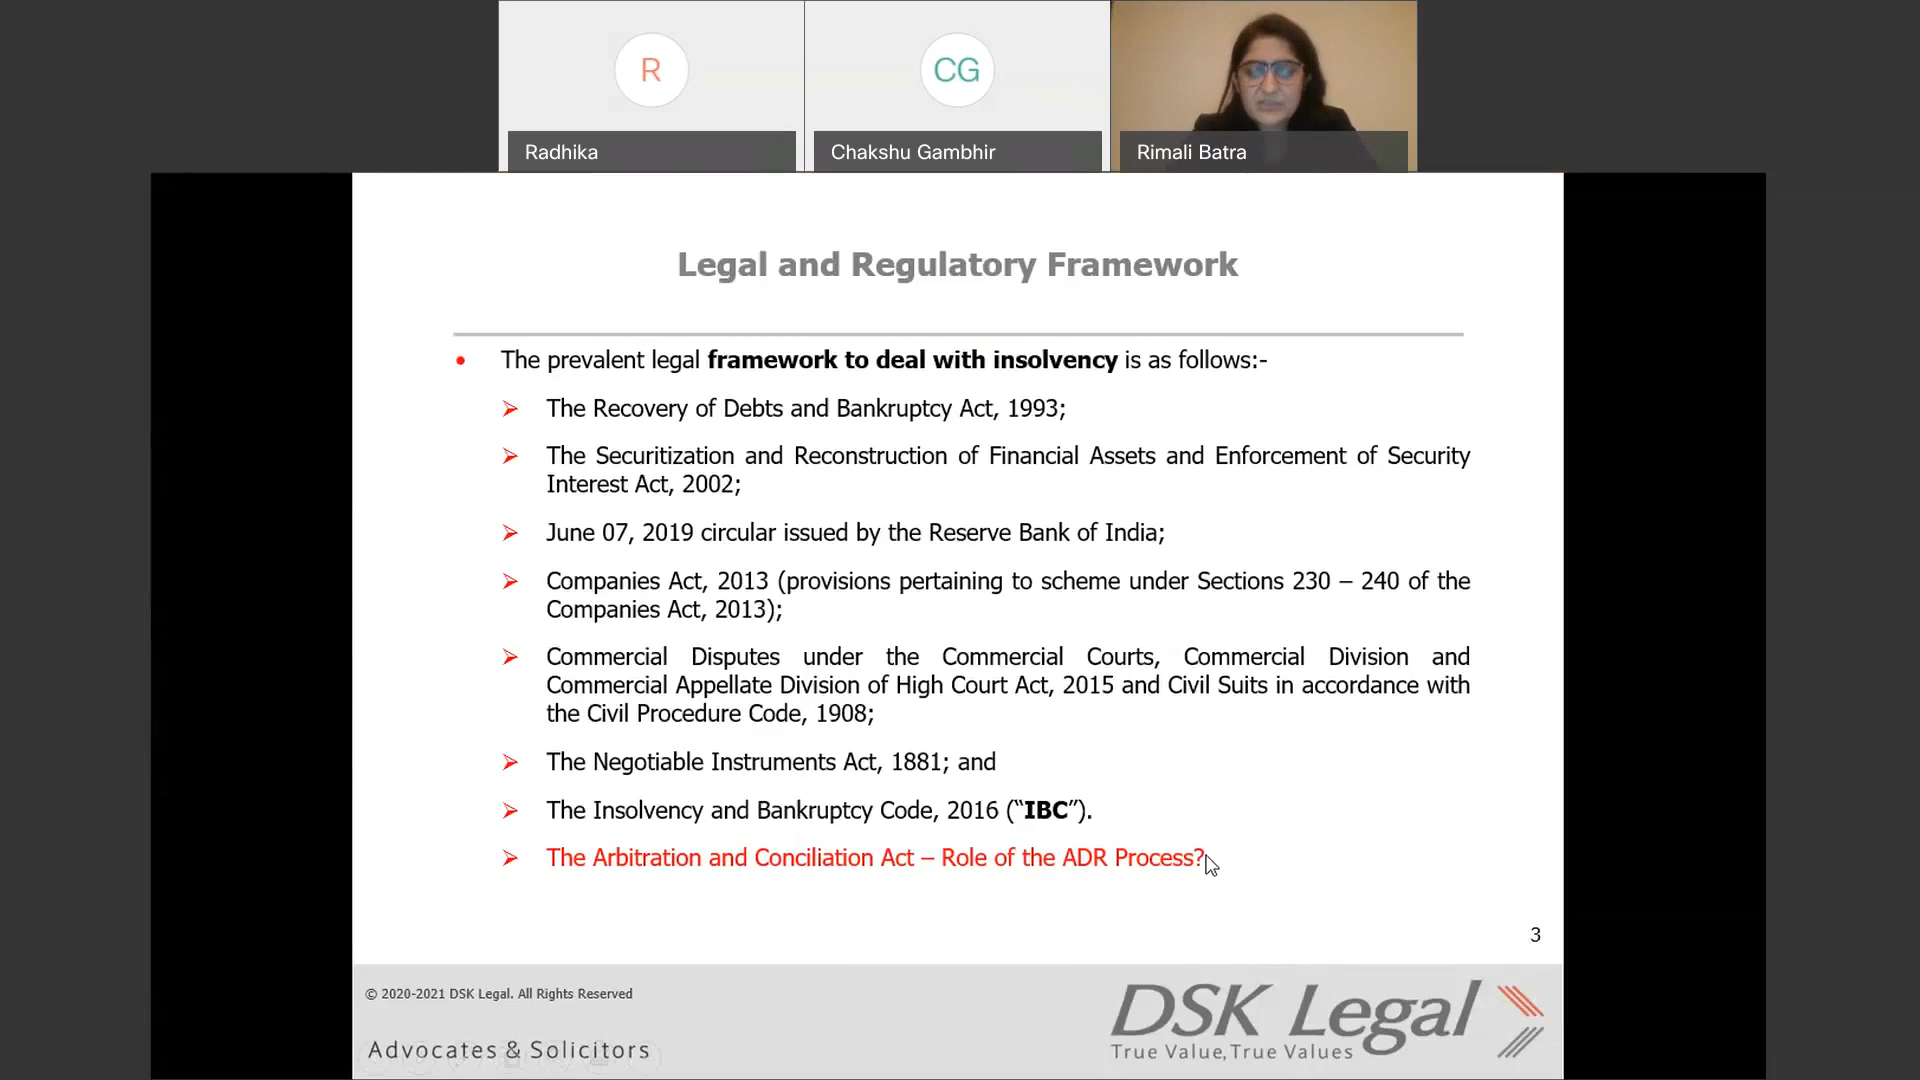 R
CG
Radhika
Chakshu Gambhir
Rimali Batra
Legal and Regulatory Framework
• The prevalent legal framework to deal with insolvency is as follows:-
➢ The Recovery of Debts and Bankruptcy Act, 1993;
➢ The Securitization and Reconstruction of Financial Assets and Enforcement of Security
Interest Act, 2002;
➢ June 07, 2019 circular issued by the Reserve Bank of India;
➢ Companies Act, 2013 (provisions pertaining to scheme under Sections 230 – 240 of the
Companies Act, 2013);
➢ Commercial Disputes under the Commercial Courts, Commercial Division and
Commercial Appellate Division of High Court Act, 2015 and Civil Suits in accordance with
the Civil Procedure Code, 1908;
➢ The Negotiable Instruments Act, 1881; and
➢ The Insolvency and Bankruptcy Code, 2016 (“IBC”).
➢ The Arbitration and Conciliation Act – Role of the ADR Process?
3
© 2020-2021 DSK Legal. All Rights Reserved
Advocates & Solicitors
DSK Legal
True Value, True Values